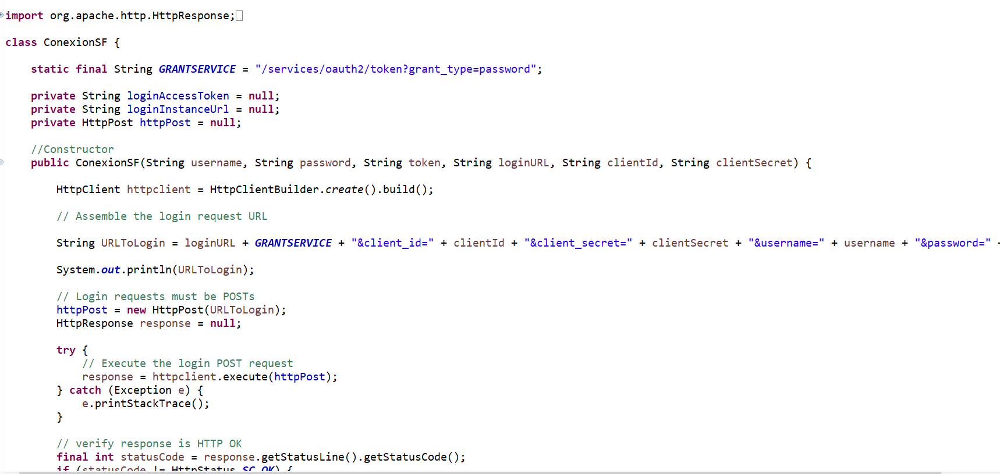 import org.apache.http.HttpResponse;
class ConexionSF {
static final String GRANTSERVICE = "/services/oauth2/token?grant_type=password";
private String loginAccessToken = null;
private String loginInstanceUrl = null;
private HttpPost httpPost = null;
//Constructor
public ConexionSF(String username, String password, String token, String loginURL, String clientId, String clientSecret) {
HttpClient httpclient = HttpClientBuilder.create().build();
// Assemble the login request URL
String URLToLogin = loginURL + GRANTSERVICE + "&client_id=" + clientId + "&client_secret=" + clientSecret + "&username=" + username + "&password="
System.out.println(URLToLogin);
// Login requests must be POSTs
httpPost = new HttpPost(URLToLogin);
HttpResponse response = null;
try {
// Execute the login POST request
response = httpclient.execute(httpPost);
} catch (Exception e) {
e.printStackTrace();
}
// verify response is HTTP OK
final int statusCode = response.getStatusLine().getStatusCode();
if (statusCode != HttpStatus.SC_OK) {